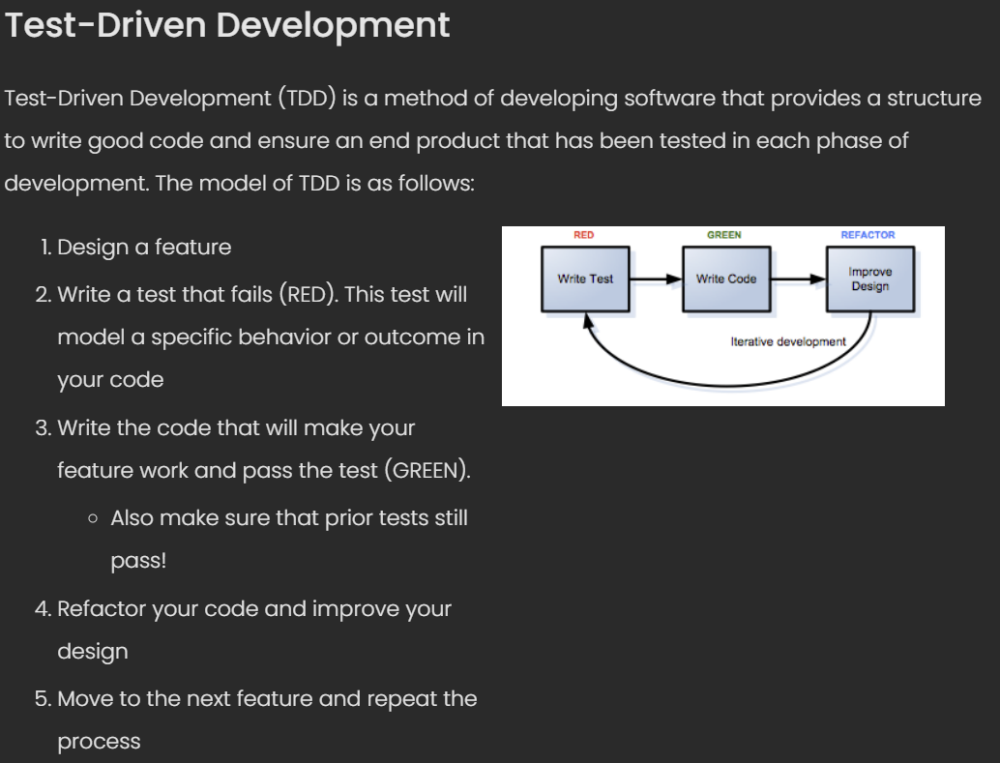 Test-Driven Development
Test-Driven Development (TDD) is a method of developing software that provides a structure
to write good code and ensure an end product that has been tested in each phase of
development. The model of TDD is as follows:
1. Design a feature
2. Write a test that fails (RED). This test will
model a specific behavior or outcome in
your code
3. Write the code that will make your
feature work and pass the test (GREEN).
○ Also make sure that prior tests still
pass!
4. Refactor your code and improve your
design
5. Move to the next feature and repeat the
process
RED
GREEN
REFACTOR
Write Test
Write Code
Improve
Design
Iterative development